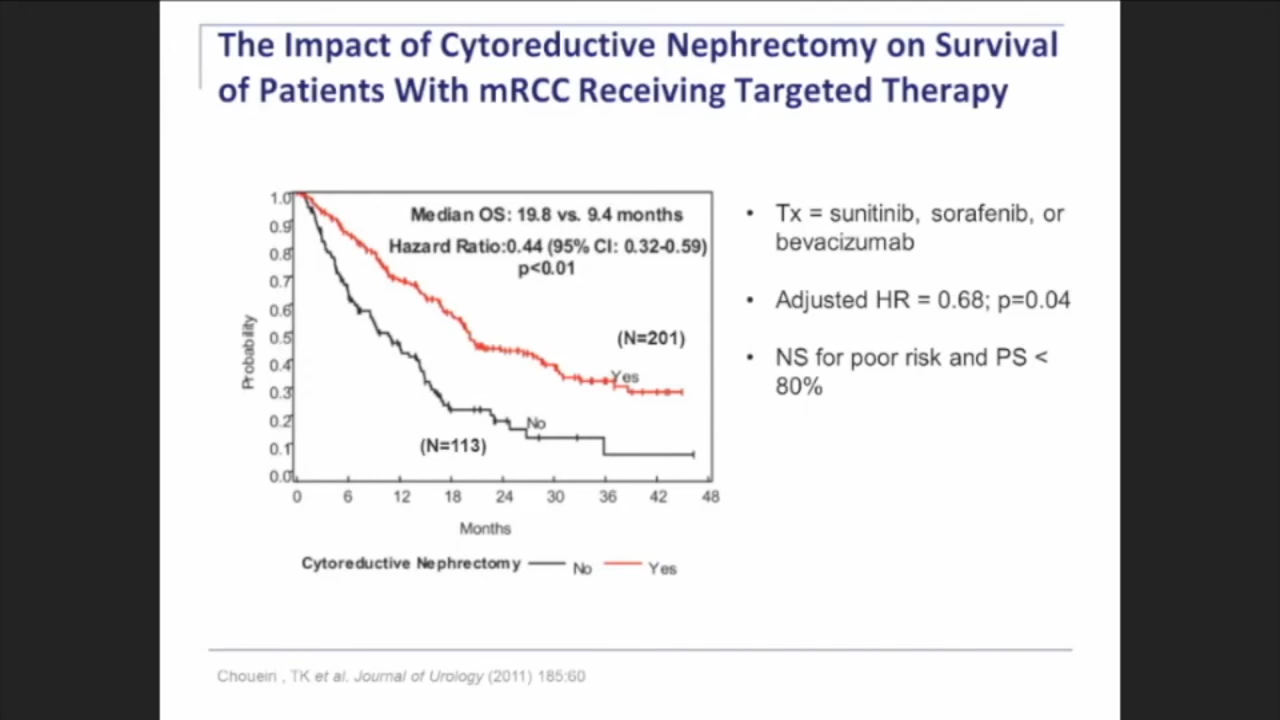 The Impact of Cytoreductive Nephrectomy on Survival
of Patients With mRCC Receiving Targeted Therapy
Median OS: 19.8 vs. 9.4 months
Hazard Ratio:0.44 (95% CI: 0.32-0.59)
p<0.01
(N=201)
Yes
No
(N=113)
Probability
1.0
0.9
0.8
0.7
0.6
0.5
0.4
0.3
0.2
0.1
0.0
0 6 12 18 24 30 36 42 48
Months
Cytoreductive Nephrectomy No Yes
• Tx = sunitinib, sorafenib, or
bevacizumab
• Adjusted HR = 0.68; p=0.04
• NS for poor risk and PS <
80%
Choueiri , TK et al. Journal of Urology (2011) 185:60